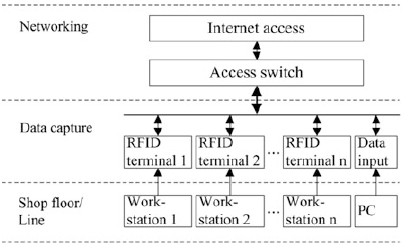 Networking
Internet access
Access switch
Data capture
RFID terminal 1
RFID terminal 2
...
RFID terminal n
Data input
Shop floor/
Line
Work-
station 1
Work-
station 2
...
Work-
station n
PC